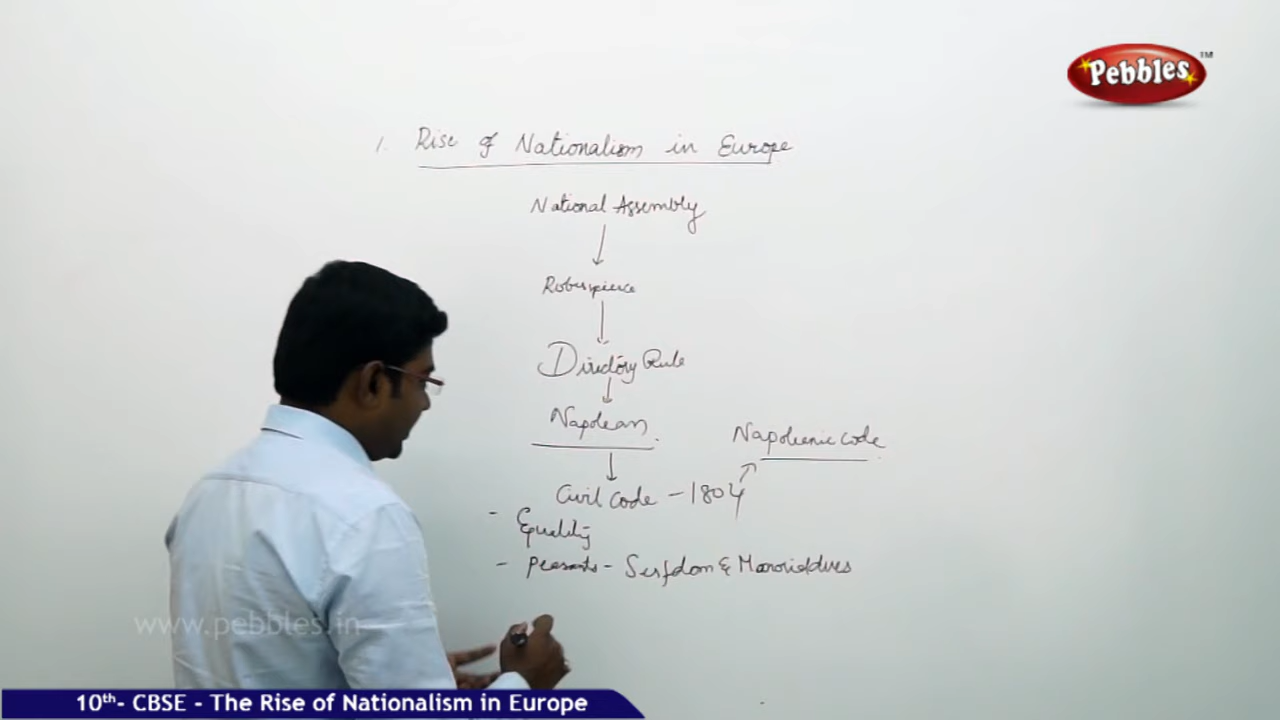 Pebbles™
1. Rise of Nationalism in Europe
National Assembly
Robespierre
Directory Rule
Napolean
Napoleonic code
Civil code - 1804
- Equality
- Peasants - Serfdom & Manorial dues
www.pebbles.in
10th- CBSE - The Rise of Nationalism in Europe